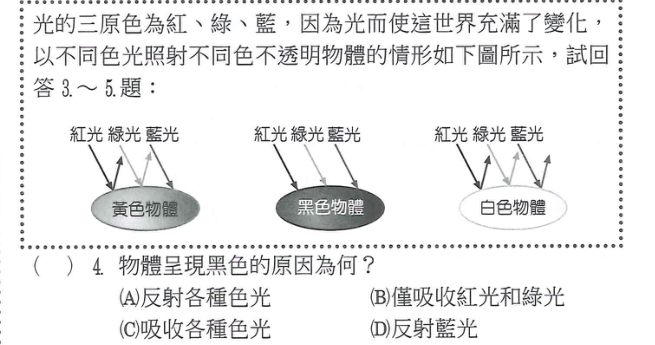 光的三原色為紅、綠、藍，因為光而使這世界充滿了變化，
以不同色光照射不同色不透明物體的情形如下圖所示，試回
答 3.～ 5.題：
紅光 綠光 藍光 紅光 綠光 藍光 紅光 綠光 藍光
黃色物體 黑色物體 白色物體
(　) 4. 物體呈現黑色的原因為何？
(A)反射各種色光 (B)僅吸收紅光和綠光
(C)吸收各種色光 (D)反射藍光